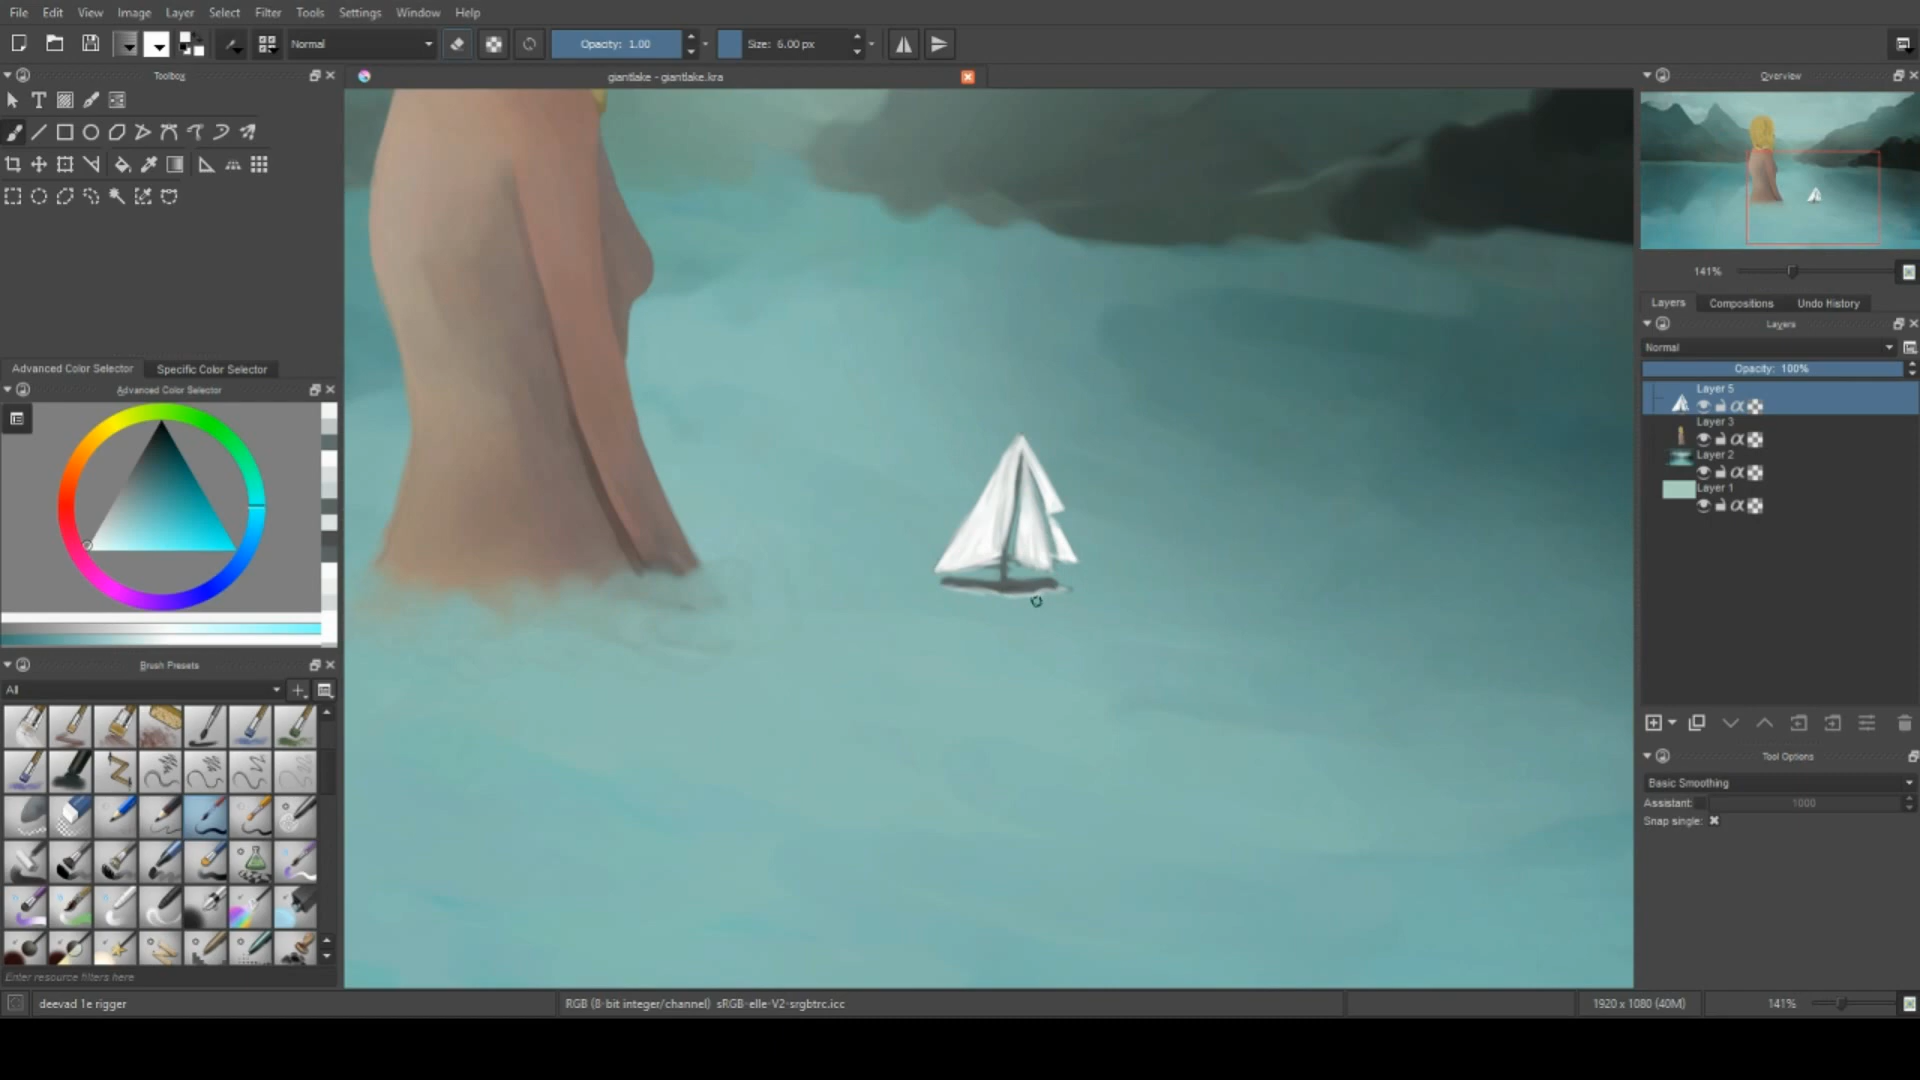 File Edit View Image Layer Select Filter Tools Settings Window Help
Normal Opacity: 1.00 Size: 6.00 px
Toolbox
giantlake - giantlake.kra
Overview
141%
Layers Compositions Undo History
Layers
Normal
Opacity: 100%
Layer 5
Layer 3
Layer 2
Layer 1
Advanced Color Selector Specific Color Selector
Advanced Color Selector
Brush Presets
All
Enter resource filters here
Tool Options
Basic Smoothing
Assistant: 1000
Snap single:
deevad 1e rigger
RGB (8-bit integer/channel) sRGB-elle-V2-srgbtrc.icc
1920 x 1080 (40M)
141%